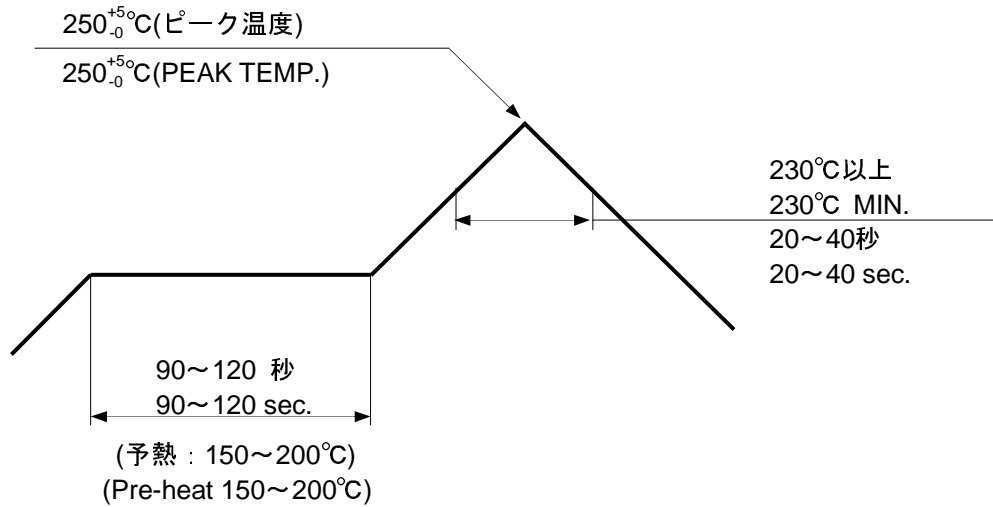 250+5-0℃(ピーク温度)
250+5-0℃(PEAK TEMP.)
230℃以上
230℃ MIN.
20～40秒
20～40 sec.
90～120 秒
90～120 sec.
(予熱：150～200℃)
(Pre-heat 150～200℃)